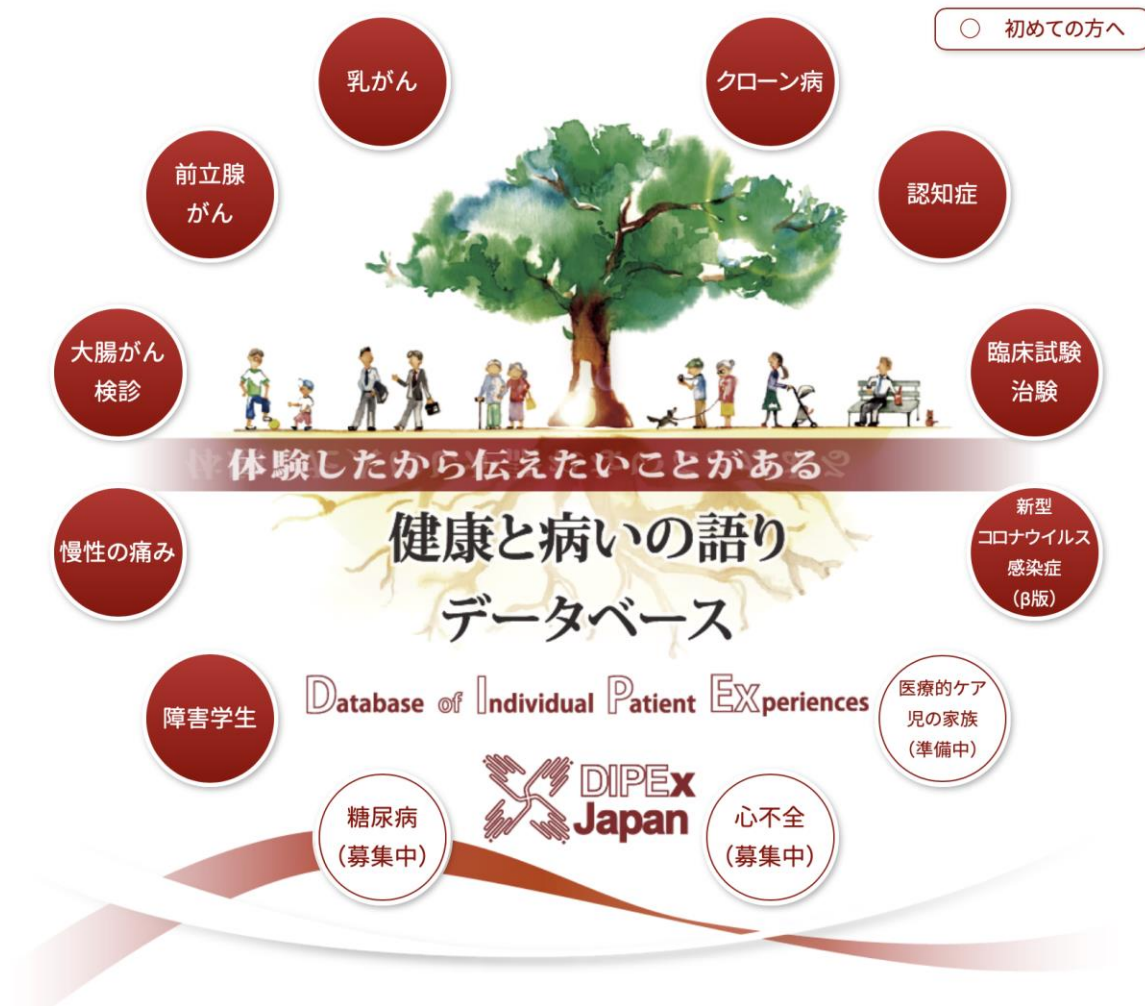 ○ 初めての方へ
乳がん
クローン病
前立腺
がん
認知症
大腸がん
検診
臨床試験
治験
体験したから伝えたいことがある
慢性の痛み
健康と病いの語り
データベース
新型
コロナウイルス
感染症
(β版)
障害学生
Database of Individual Patient EXperiences
医療的ケア
児の家族
(準備中)
DIPEx
Japan
糖尿病
(募集中)
心不全
(募集中)